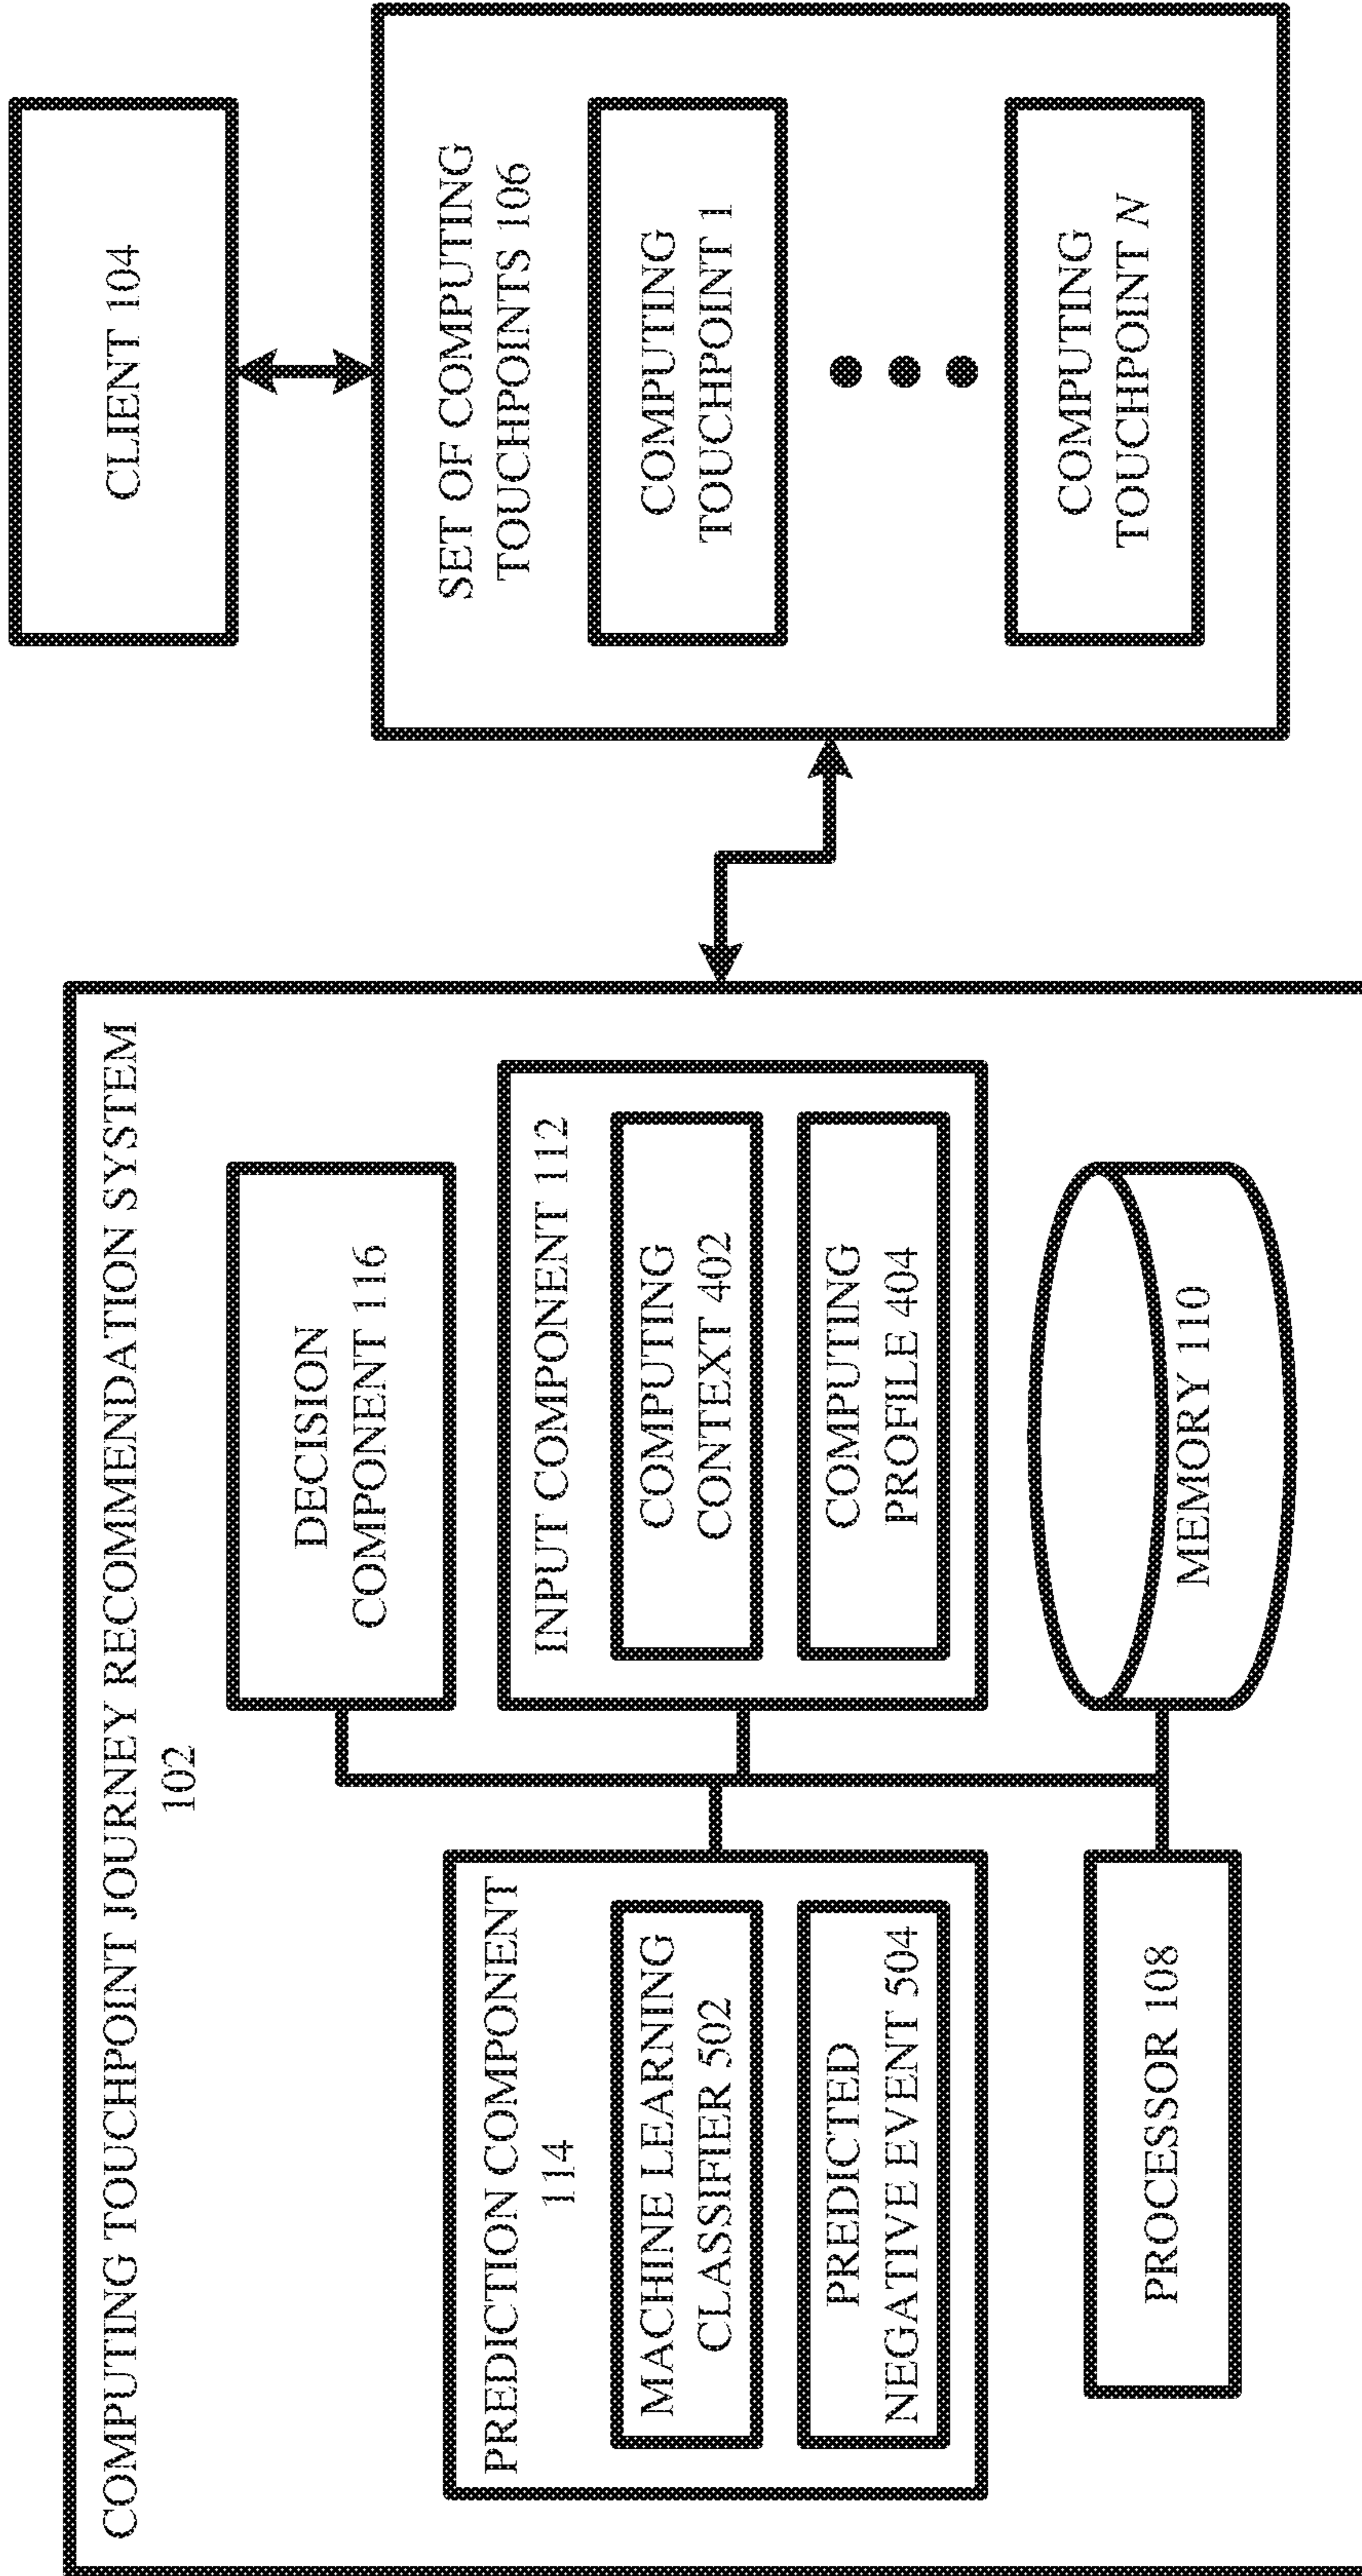 COMPUTING TOUCHPOINT JOURNEY RECOMMENDATION SYSTEM
102
PREDICTION COMPONENT
114
MACHINE LEARNING
CLASSIFIER 502
PREDICTED
NEGATIVE EVENT 504
PROCESSOR 108
DECISION
COMPONENT 116
INPUT COMPONENT 112
COMPUTING
CONTEXT 402
COMPUTING
PROFILE 404
MEMORY 110
CLIENT 104
SET OF COMPUTING
TOUCHPOINTS 106
COMPUTING
TOUCHPOINT 1
COMPUTING
TOUCHPOINT N